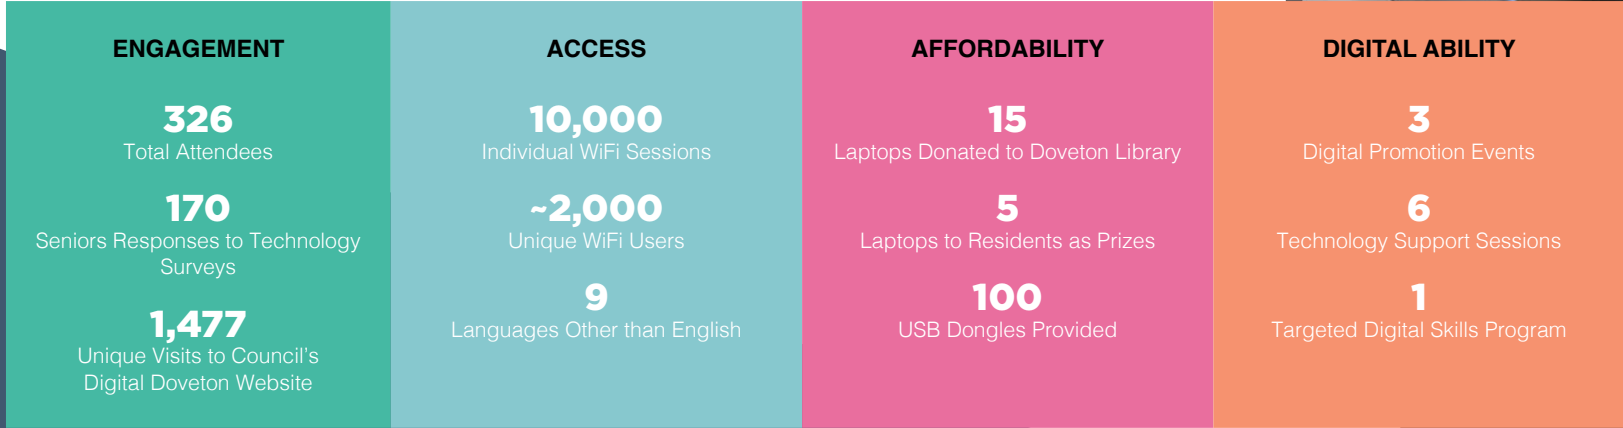 ENGAGEMENT
326
Total Attendees
170
Seniors Responses to Technology
Surveys
1,477
Unique Visits to Council's
Digital Doveton Website
ACCESS
10,000
Individual WiFi Sessions
~2,000
Unique WiFi Users
9
Languages Other than English
AFFORDABILITY
15
Laptops Donated to Doveton Library
5
Laptops to Residents as Prizes
100
USB Dongles Provided
DIGITAL ABILITY
3
Digital Promotion Events
6
Technology Support Sessions
1
Targeted Digital Skills Program